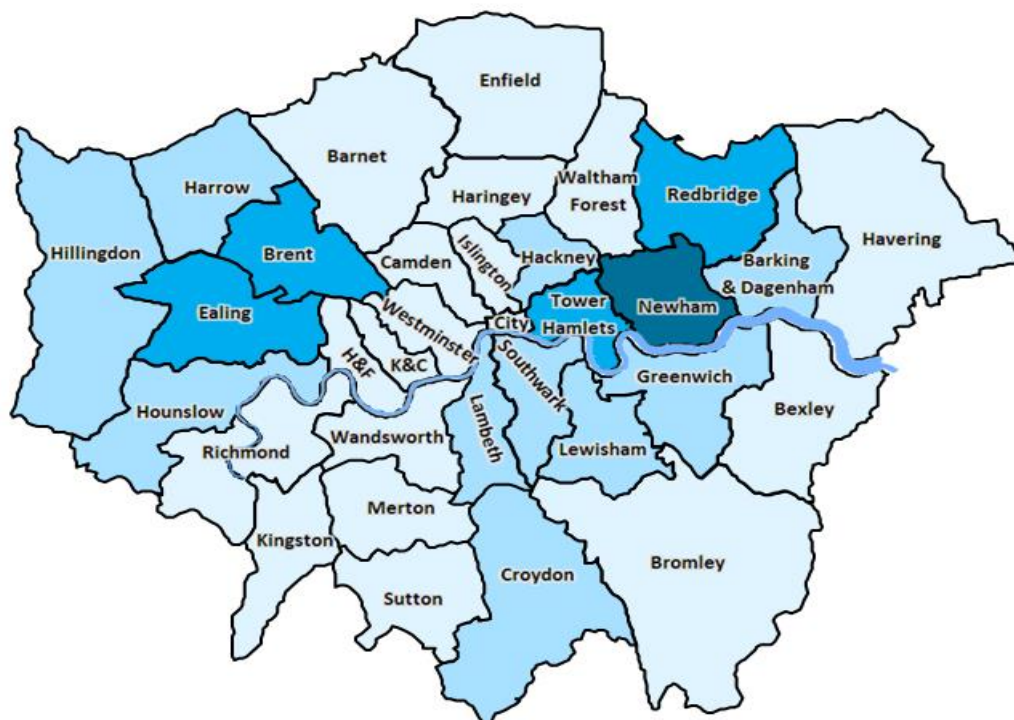 Enfield
Barnet
Harrow
Haringey
Waltham
Forest
Redbridge
Hillingdon
Brent
Camden
Islington
Hackney
Barking
& Dagenham
Havering
Ealing
Westminster
City
Tower
Hamlets
Newham
H&F
K&C
Southwark
Greenwich
Hounslow
Bexley
Richmond
Wandsworth
Lambeth
Lewisham
Merton
Kingston
Bromley
Croydon
Sutton